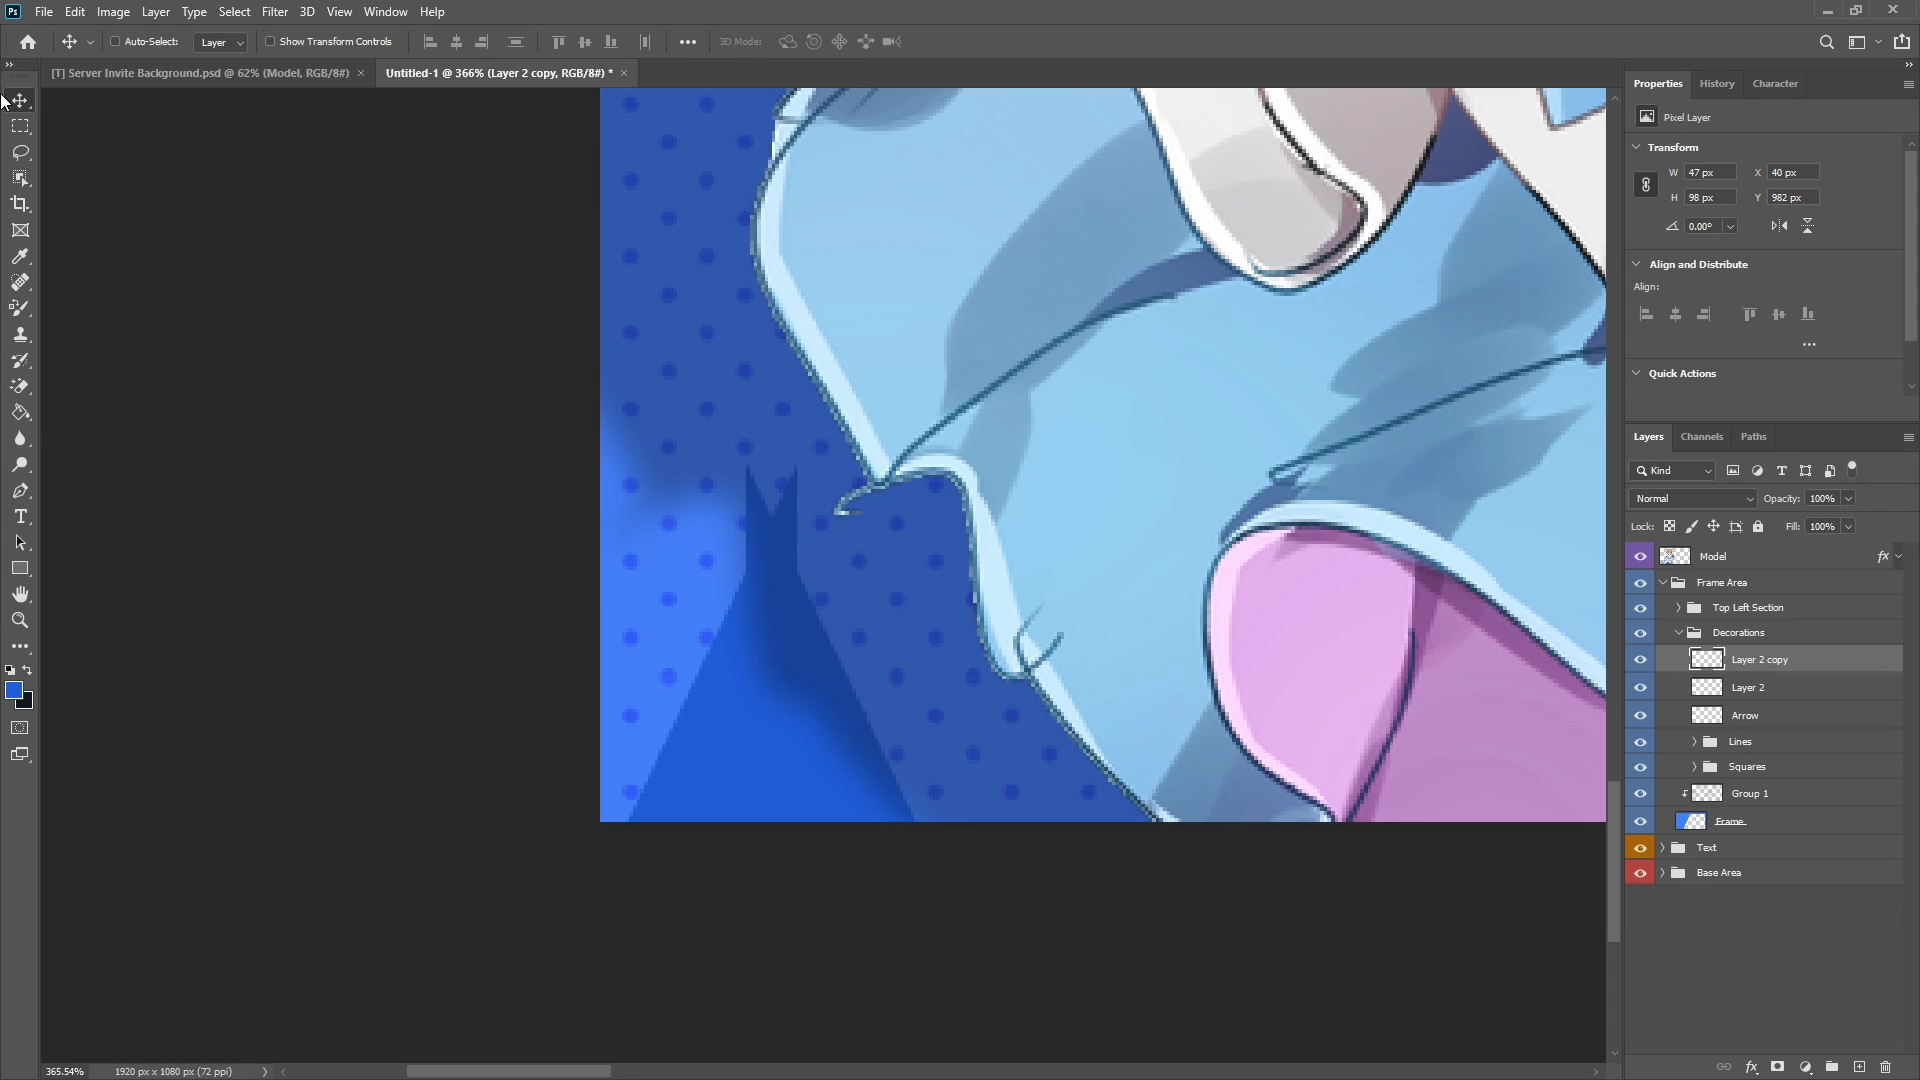 Ps File Edit Image Layer Type Select Filter 3D View Window Help
Auto-Select: Layer Show Transform Controls 3D Mode:
[T] Server Invite Background.psd @ 62% (Model, RGB/8#) × Untitled-1 @ 366% (Layer 2 copy, RGB/8#) * ×
Properties History Character
Pixel Layer
Transform
W 47 px X 40 px
H 98 px Y 982 px
0.00°
Align and Distribute
Align:
Quick Actions
Layers Channels Paths
Kind
Normal Opacity: 100%
Lock: Fill: 100%
Model fx
Frame Area
Top Left Section
Decorations
Layer 2 copy
Layer 2
Arrow
Lines
Squares
Group 1
Frame
Text
Base Area
365.54% 1920 px x 1080 px (72 ppi)
fx